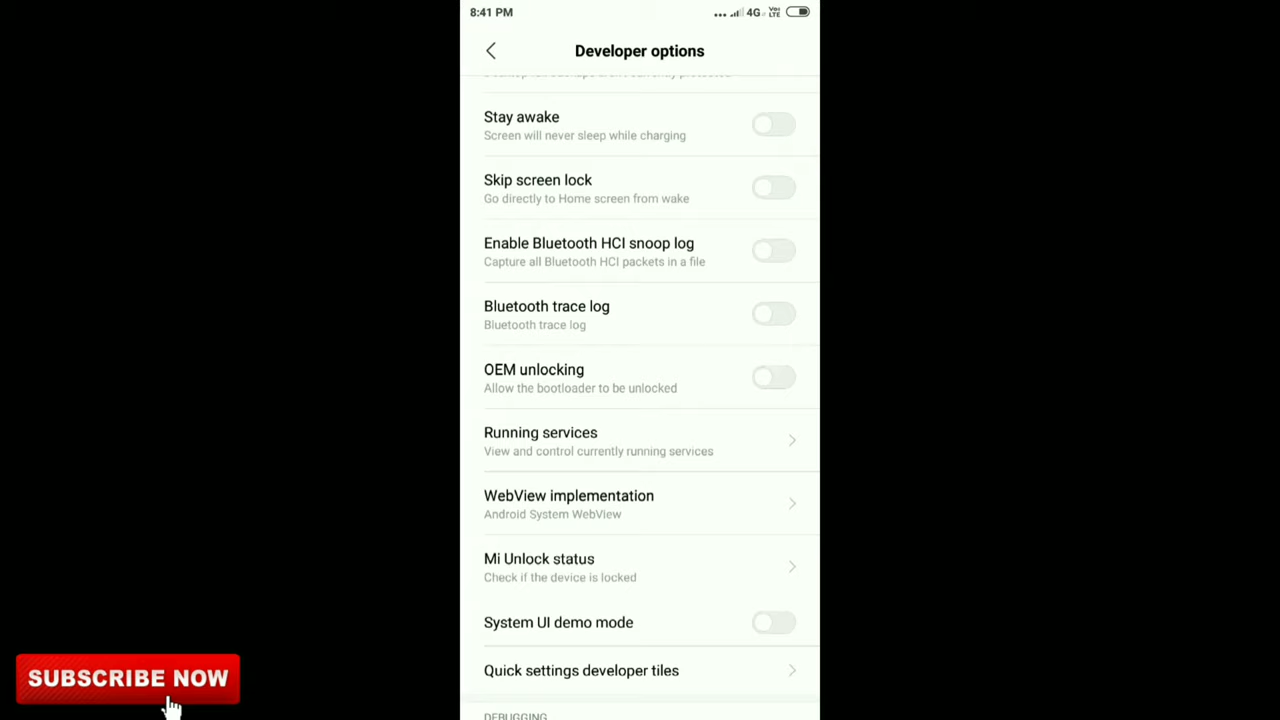 8:41 PM
4G
Vo) LTE
Developer options
Stay awake
Screen will never sleep while charging
Skip screen lock
Go directly to Home screen from wake
Enable Bluetooth HCI snoop log
Capture all Bluetooth HCI packets in a file
Bluetooth trace log
Bluetooth trace log
OEM unlocking
Allow the bootloader to be unlocked
Running services
View and control currently running services
WebView implementation
Android System WebView
Mi Unlock status
Check if the device is locked
System UI demo mode
Quick settings developer tiles
DEBUGGING
SUBSCRIBE NOW